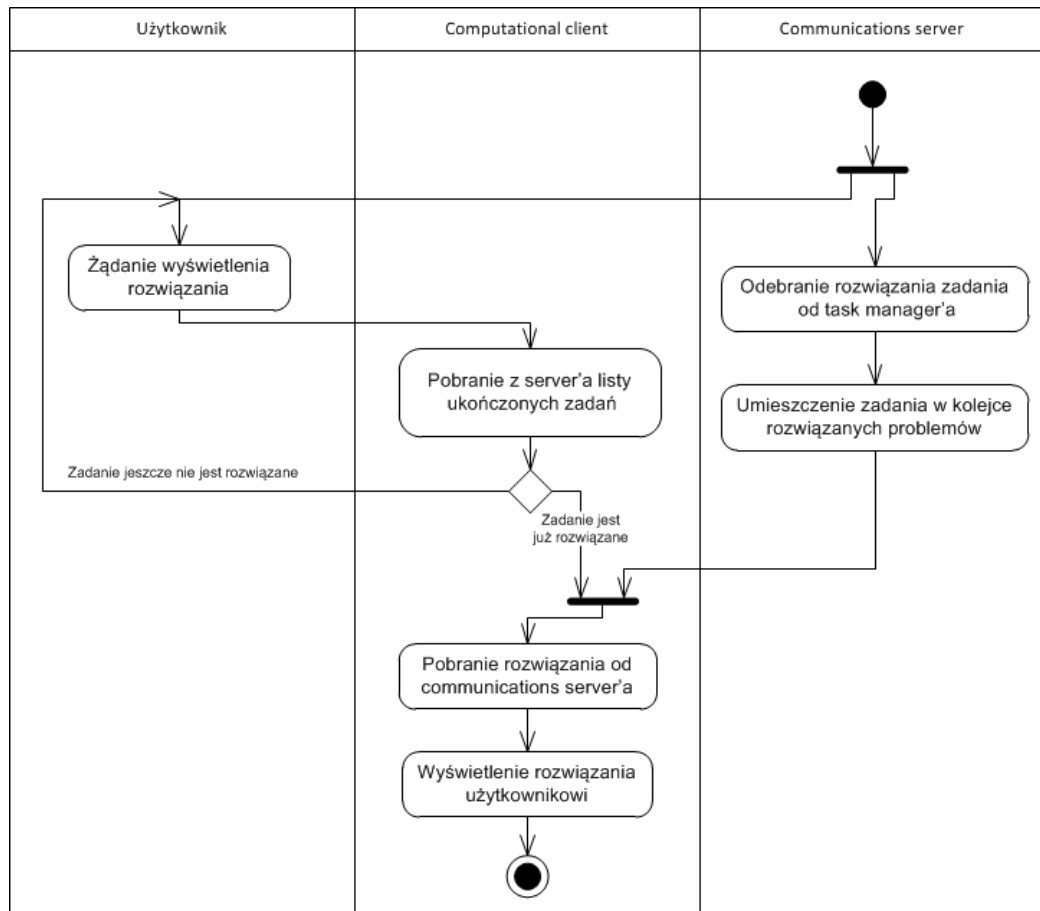 Użytkownik
Computational client
Communications server
Żądanie wyświetlenia
rozwiązania
Odebranie rozwiązania zadania
od task manager'a
Pobranie z server'a listy
ukończonych zadań
Umieszczenie zadania w kolejce
rozwiązanych problemów
Zadanie jeszcze nie jest rozwiązane
Zadanie jest
już rozwiązane
Pobranie rozwiązania od
communications server'a
Wyświetlenie rozwiązania
użytkownikowi